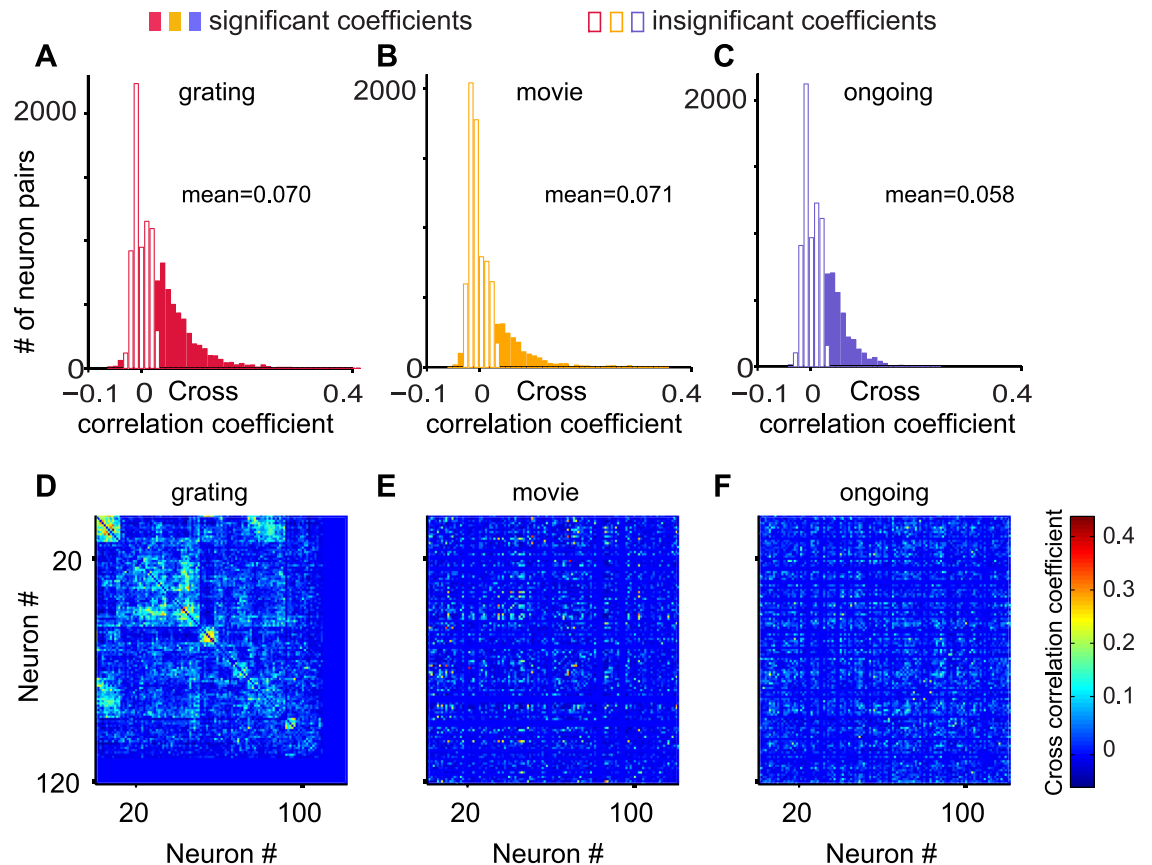 significant coefficients
insignificant coefficients
A
B
C
grating
movie
ongoing
mean=0.070
mean=0.071
mean=0.058
# of neuron pairs
2000
0
−0.1
0
0.4
Cross
correlation coefficient
2000
0
−0.1
0
0.4
Cross
correlation coefficient
2000
0
−0.1
0
0.4
Cross
correlation coefficient
D
E
F
grating
movie
ongoing
Neuron #
20
120
20
100
Neuron #
20
100
Neuron #
20
100
Neuron #
Cross correlation coefficient
0.4
0.3
0.2
0.1
0